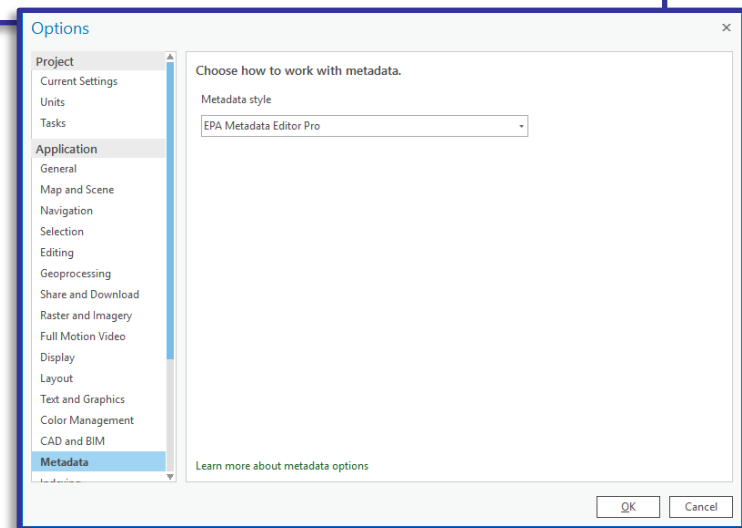 Options
Project
Current Settings
Units
Tasks
Application
General
Map and Scene
Navigation
Selection
Editing
Geoprocessing
Share and Download
Raster and Imagery
Full Motion Video
Display
Layout
Text and Graphics
Color Management
CAD and BIM
Metadata
Choose how to work with metadata.
Metadata style
EPA Metadata Editor Pro
Learn more about metadata options
OK
Cancel